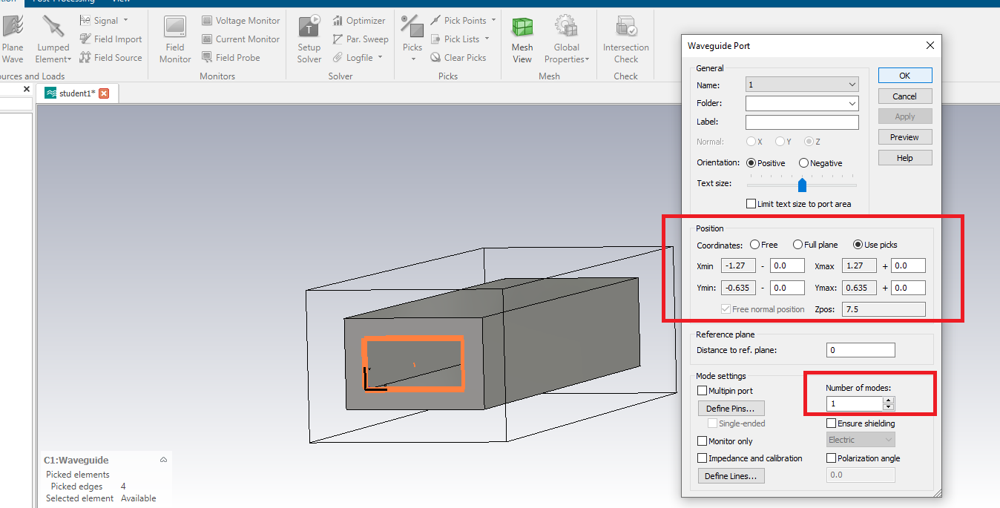 Post-Processing View
Plane Wave
Lumped Element
Signal
Field Import
Field Source
Sources and Loads
Field Monitor
Voltage Monitor
Current Monitor
Field Probe
Monitors
Setup Solver
Optimizer
Par. Sweep
Logfile
Solver
Picks
Pick Points
Pick Lists
Clear Picks
Picks
Mesh View
Global Properties
Mesh
Intersection Check
Check
student1*
Waveguide Port
General
Name: 1
Folder:
Label:
Normal: X Y Z
Orientation: Positive Negative
Text size:
Limit text size to port area
OK
Cancel
Apply
Preview
Help
Position
Coordinates: Free Full plane Use picks
Xmin -1.27 - 0.0 Xmax 1.27 + 0.0
Ymin: -0.635 - 0.0 Ymax: 0.635 + 0.0
Free normal position Zpos: 7.5
Reference plane
Distance to ref. plane: 0
Mode settings
Multipin port Number of modes:
Define Pins... 1
Single-ended Ensure shielding
Monitor only Electric
Impedance and calibration Polarization angle
Define Lines... 0.0
C1:Waveguide
Picked elements
Picked edges 4
Selected element Available